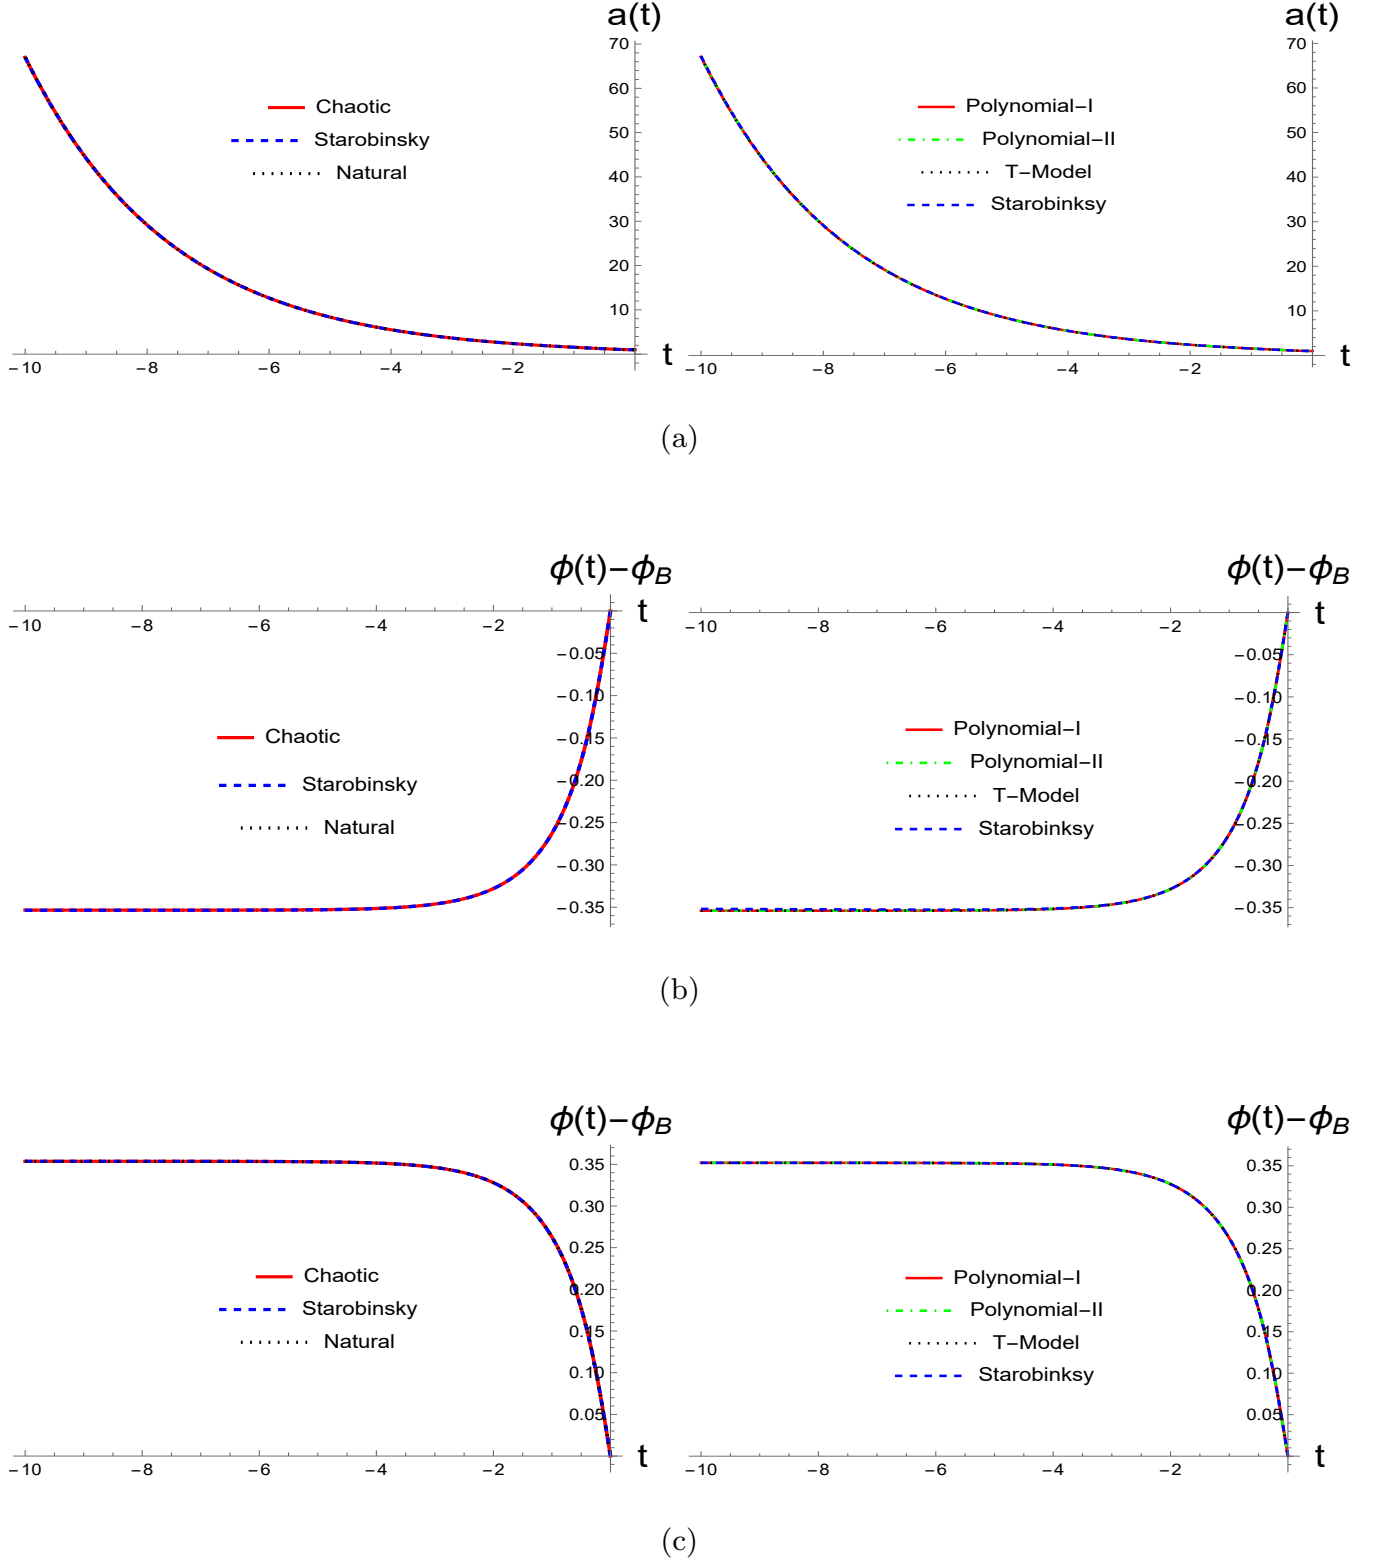 a(t)
70
60
50
40
30
20
10
Chaotic
Starobinsky
Natural
−10 −8 −6 −4 −2 t
a(t)
70
60
50
40
30
20
10
Polynomial−I
Polynomial−II
T−Model
Starobinksy
−10 −8 −6 −4 −2 t
(a)
ϕ(t)−ϕB
−10 −8 −6 −4 −2 t
−0.05
−0.10
−0.15
−0.20
−0.25
−0.30
−0.35
Chaotic
Starobinsky
Natural
ϕ(t)−ϕB
−10 −8 −6 −4 −2 t
−0.05
−0.10
−0.15
−0.20
−0.25
−0.30
−0.35
Polynomial−I
Polynomial−II
T−Model
Starobinksy
(b)
ϕ(t)−ϕB
0.35
0.30
0.25
0.20
0.15
0.10
0.05
Chaotic
Starobinsky
Natural
−10 −8 −6 −4 −2 t
ϕ(t)−ϕB
0.35
0.30
0.25
0.20
0.15
0.10
0.05
Polynomial−I
Polynomial−II
T−Model
Starobinksy
−10 −8 −6 −4 −2 t
(c)